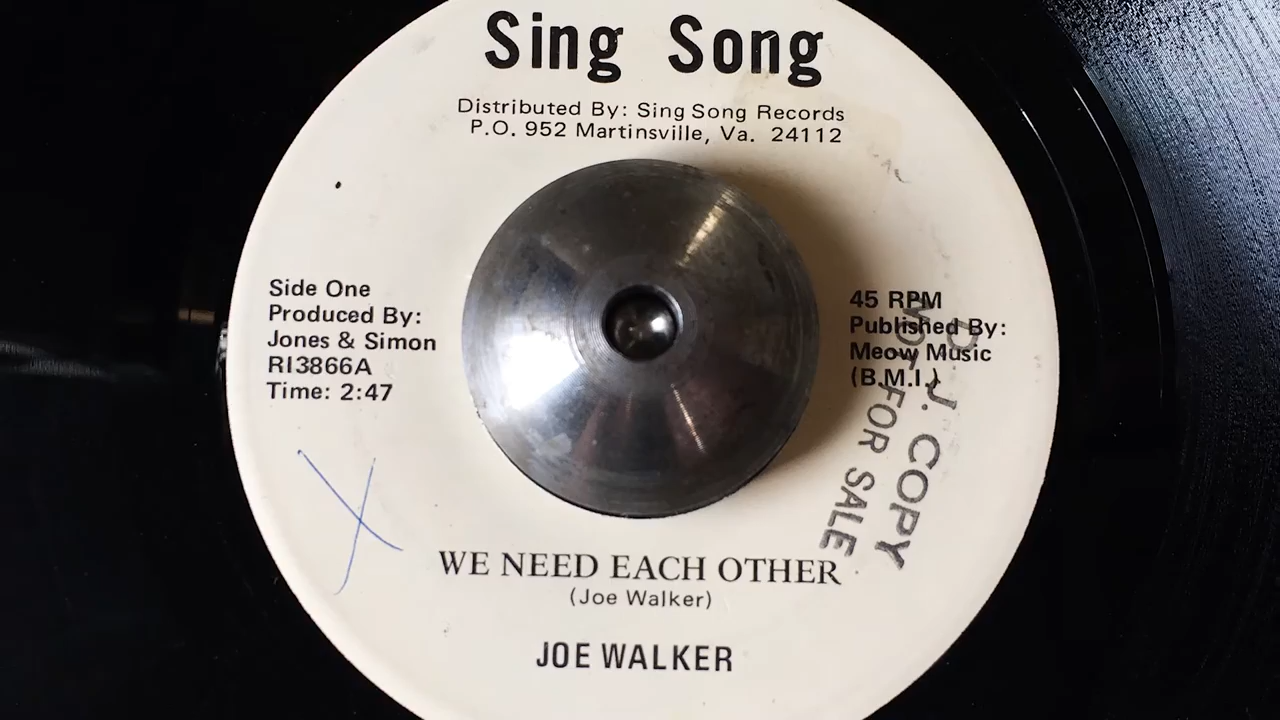 Sing Song
Distributed By: Sing Song Records
P.O. 952 Martinsville, Va. 24112
Side One
Produced By:
Jones & Simon
RI3866A
Time: 2:47
45 RPM
Published By:
Meow Music
(B.M.I.)
D. J. COPY
NOT FOR SALE
WE NEED EACH OTHER
(Joe Walker)
JOE WALKER